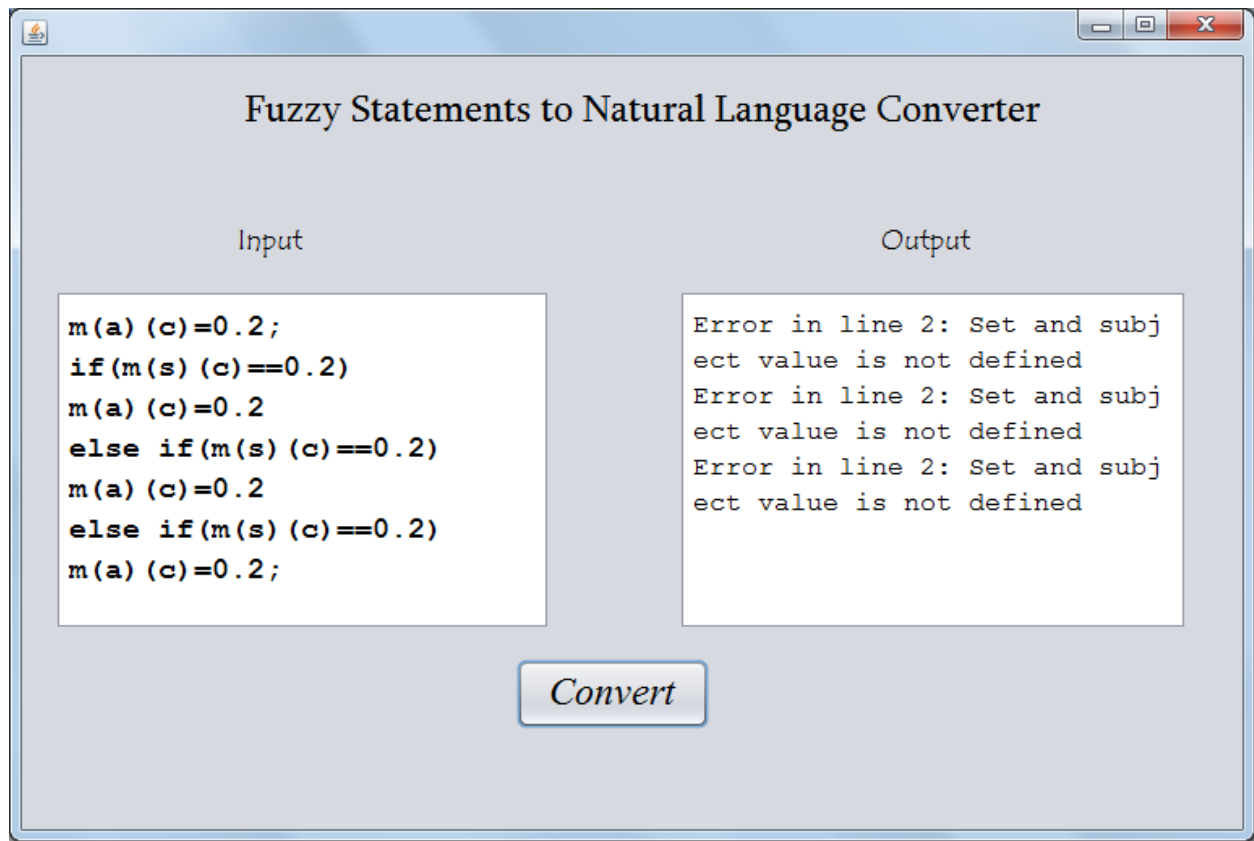 Fuzzy Statements to Natural Language Converter
Input
Output
m(a)(c)=0.2;
if(m(s)(c)==0.2)
m(a)(c)=0.2
else if(m(s)(c)==0.2)
m(a)(c)=0.2
else if(m(s)(c)==0.2)
m(a)(c)=0.2;
Error in line 2: Set and subj
ect value is not defined
Error in line 2: Set and subj
ect value is not defined
Error in line 2: Set and subj
ect value is not defined
Convert